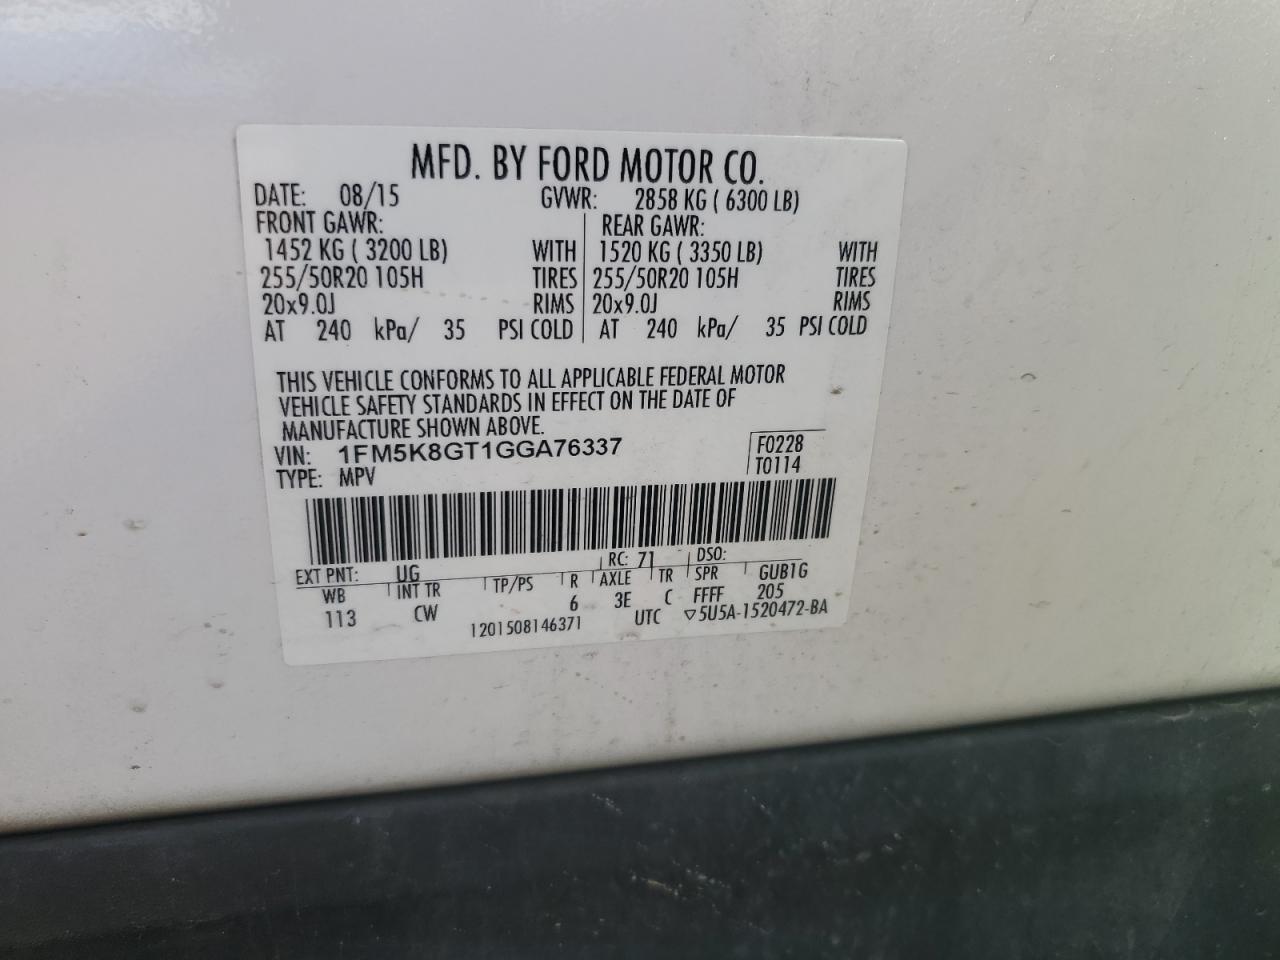 MFD. BY FORD MOTOR CO.
DATE: 08/15 GVWR: 2858 KG ( 6300 LB)
FRONT GAWR: REAR GAWR:
1452 KG ( 3200 LB) WITH 1520 KG ( 3350 LB) WITH
255/50R20 105H TIRES 255/50R20 105H TIRES
20x9.0J RIMS 20x9.0J RIMS
AT 240 kPa/ 35 PSI COLD AT 240 kPa/ 35 PSI COLD
THIS VEHICLE CONFORMS TO ALL APPLICABLE FEDERAL MOTOR
VEHICLE SAFETY STANDARDS IN EFFECT ON THE DATE OF
MANUFACTURE SHOWN ABOVE.
VIN: 1FM5K8GT1GGA76337 F0228
TYPE: MPV T0114
EXT PNT: UG RC: 71 DSO:
WB INT TR TP/PS R AXLE TR SPR GUB1G
113 CW 6 3E C FFFF 205
1201508146371 UTC ▽5U5A-1520472-BA